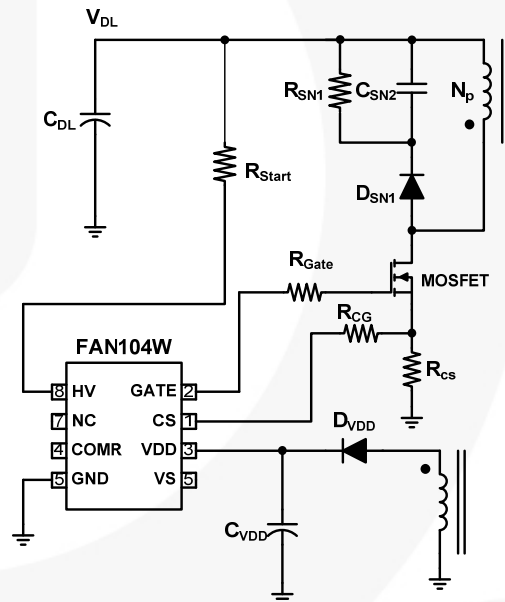 VDL
CDL
RStart
RSN1
CSN2
Np
DSN1
RGate
MOSFET
RCG
Rcs
FAN104W
8 HV GATE 2
7 NC CS 1
4 COMR VDD 3
5 GND VS 5
DVDD
CVDD